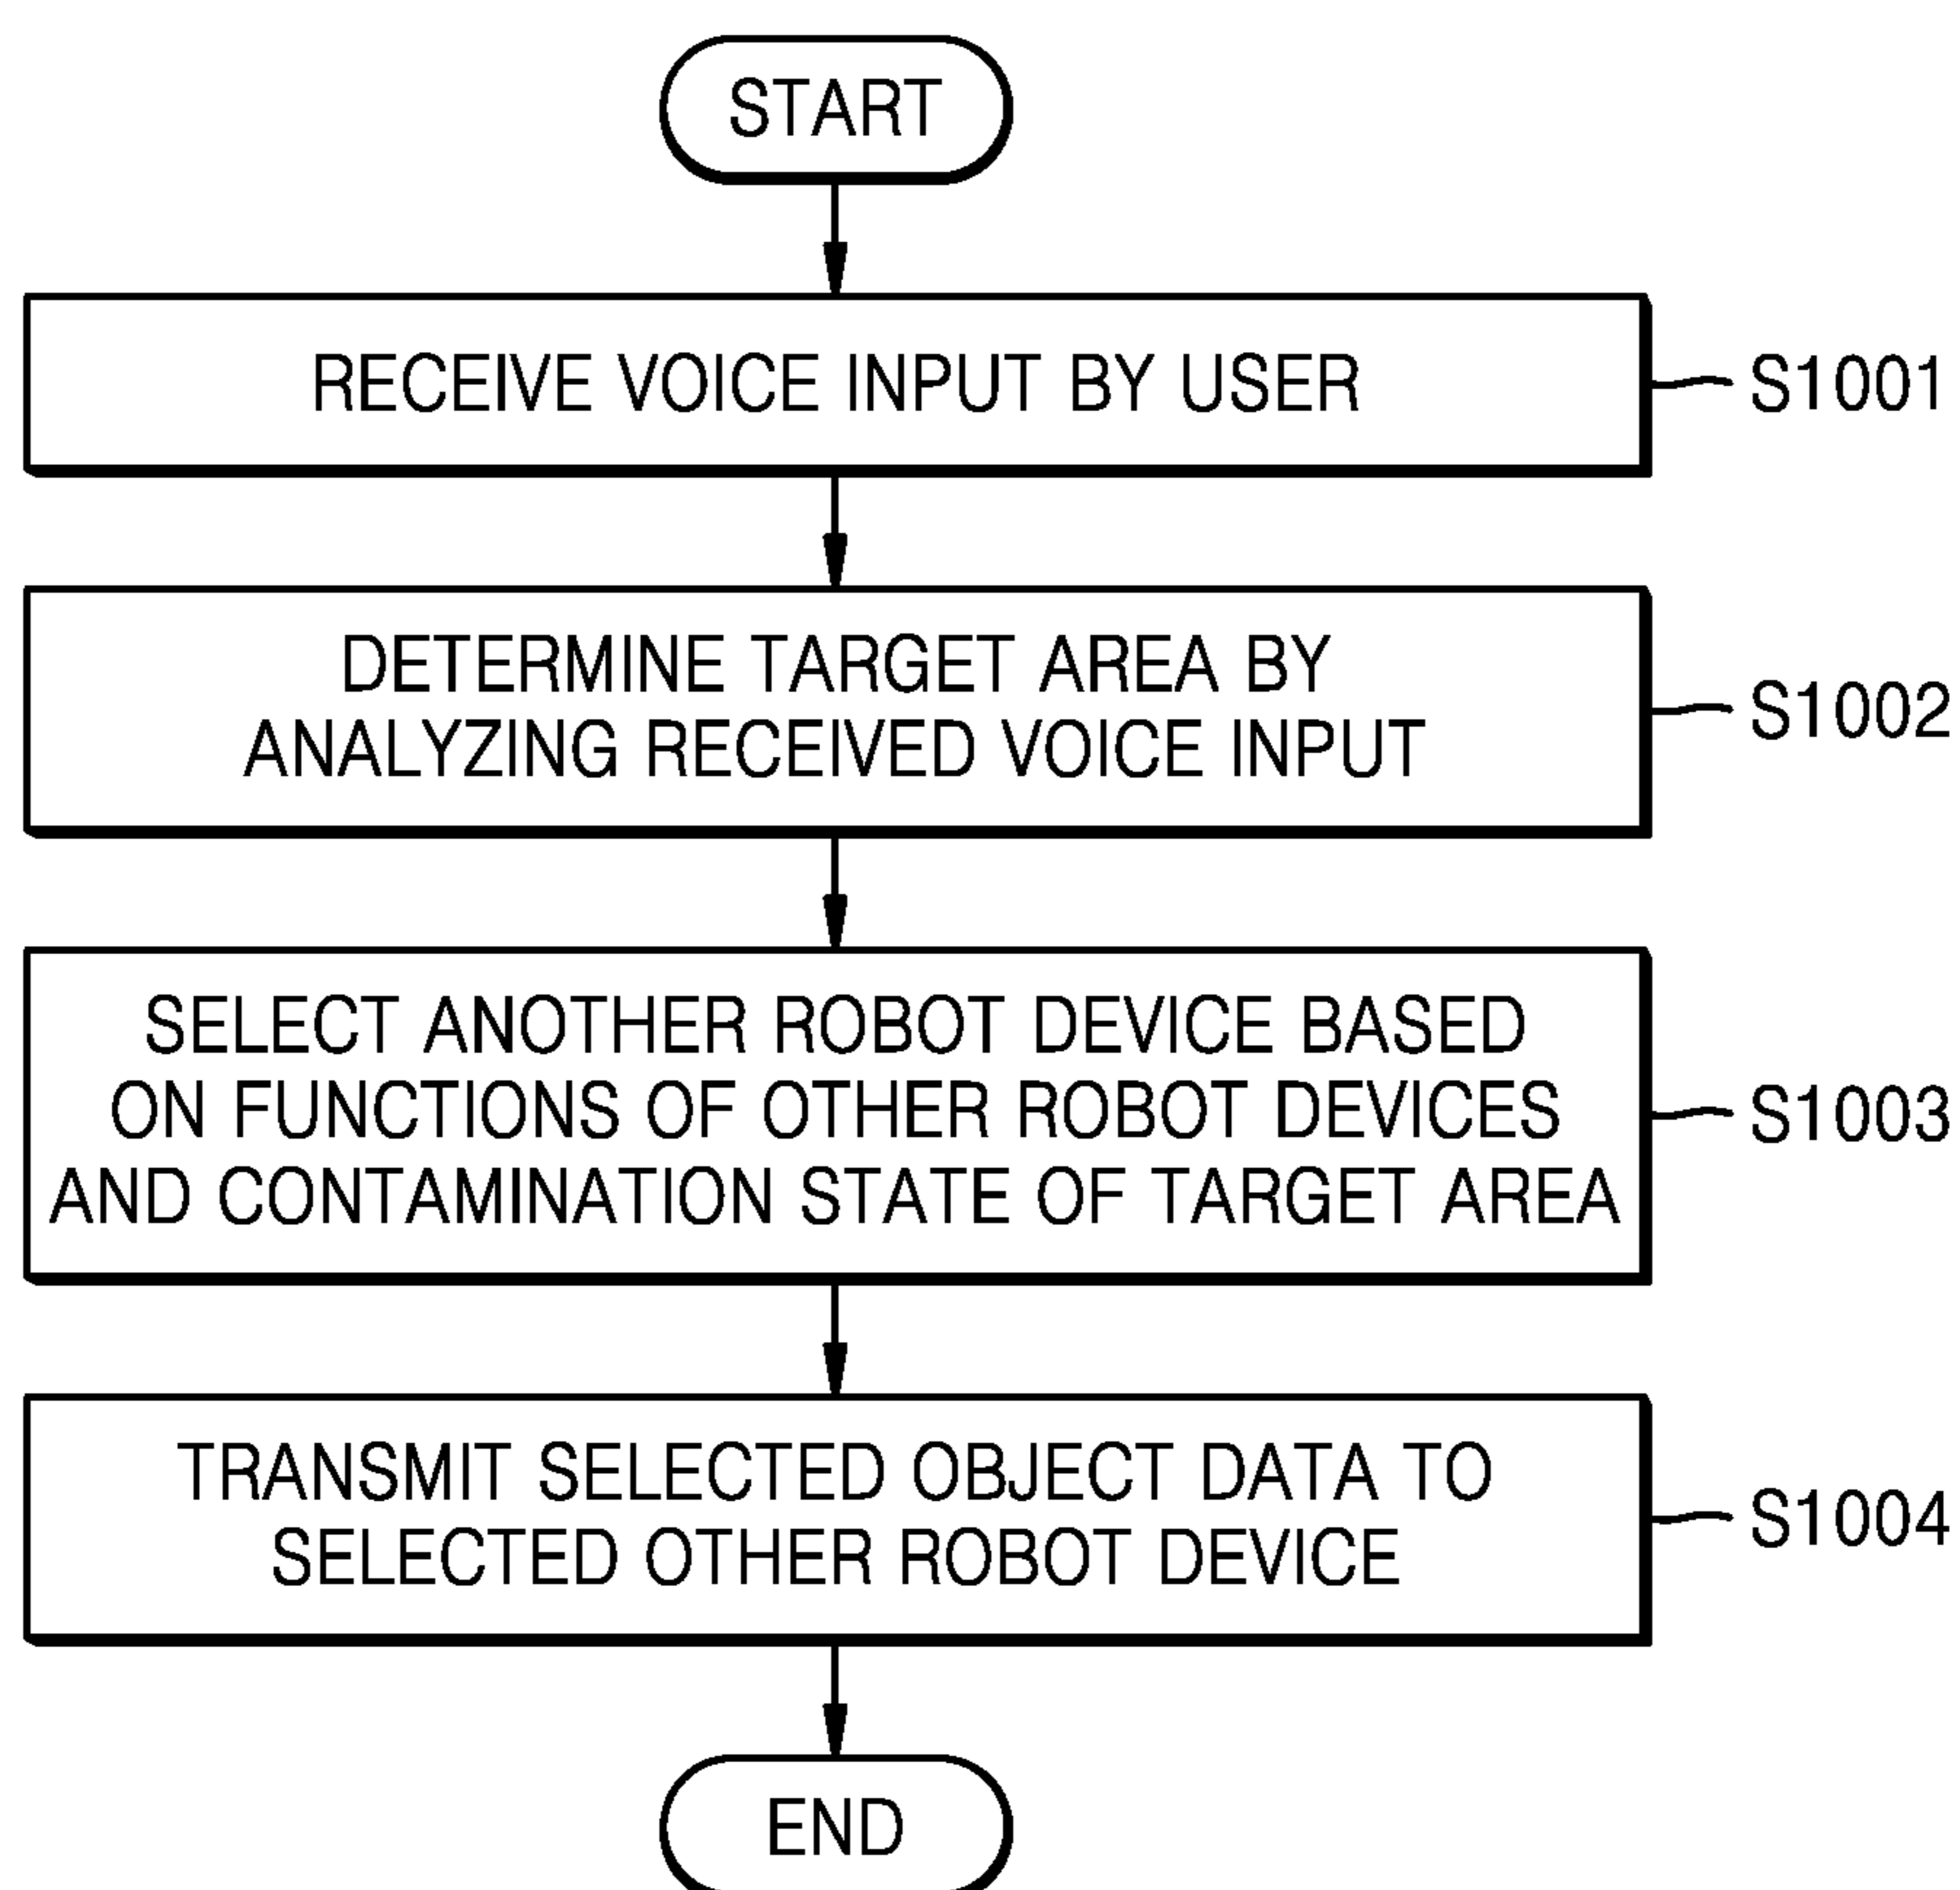 START
RECEIVE VOICE INPUT BY USER
S1001
DETERMINE TARGET AREA BY
ANALYZING RECEIVED VOICE INPUT
S1002
SELECT ANOTHER ROBOT DEVICE BASED
ON FUNCTIONS OF OTHER ROBOT DEVICES
AND CONTAMINATION STATE OF TARGET AREA
S1003
TRANSMIT SELECTED OBJECT DATA TO
SELECTED OTHER ROBOT DEVICE
S1004
END